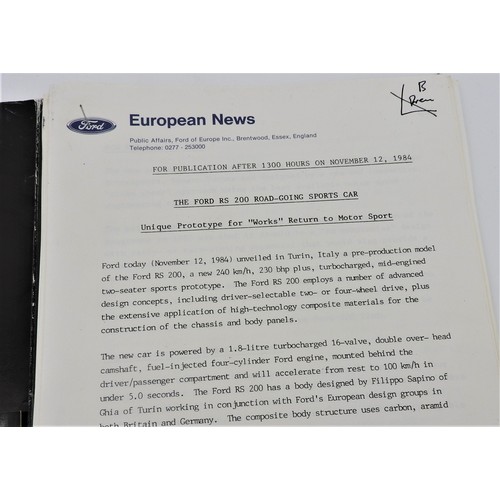 B
Ford
European News
Public Affairs, Ford of Europe Inc., Brentwood, Essex, England
Telephone: 0277 - 253000
FOR PUBLICATION AFTER 1300 HOURS ON NOVEMBER 12, 1984
THE FORD RS 200 ROAD-GOING SPORTS CAR
Unique Prototype for "Works" Return to Motor Sport
Ford today (November 12, 1984) unveiled in Turin, Italy a pre-production model
of the Ford RS 200, a new 240 km/h, 230 bhp plus, turbocharged, mid-engined
two-seater sports prototype. The Ford RS 200 employs a number of advanced
design concepts, including driver-selectable two- or four-wheel drive, plus
the extensive application of high-technology composite materials for the
construction of the chassis and body panels.
The new car is powered by a 1.8-litre turbocharged 16-valve, double over- head
camshaft, fuel-injected four-cylinder Ford engine, mounted behind the
driver/passenger compartment and will accelerate from rest to 100 km/h in
under 5.0 seconds. The Ford RS 200 has a body designed by Filippo Sapino of
Ghia of Turin working in conjunction with Ford's European design groups in
both Britain and Germany. The composite body structure uses carbon, aramid